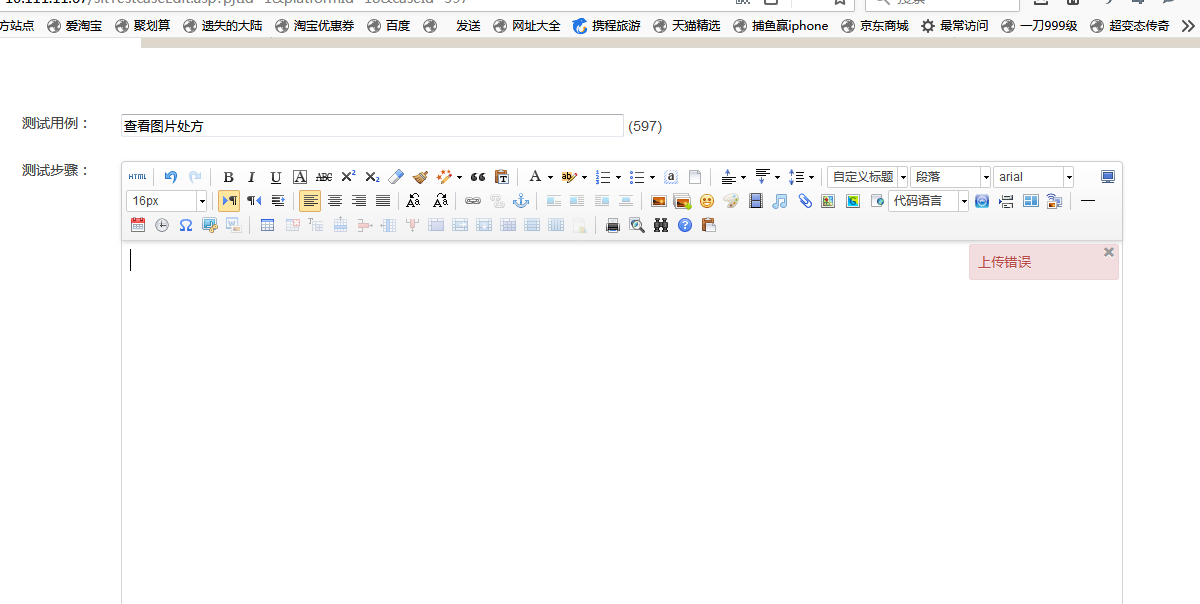 方站点 爱淘宝 聚划算 遗失的大陆 淘宝优惠券 百度 发送 网址大全 携程旅游 天猫精选 捕鱼赢iphone 京东商城 最常访问 一刀999级 超变态传奇
测试用例： 查看图片处方 (597)
测试步骤：
HTML B I U A ABC X² X₂ A 自定义标题 段落 arial
16px 代码语言
上传错误